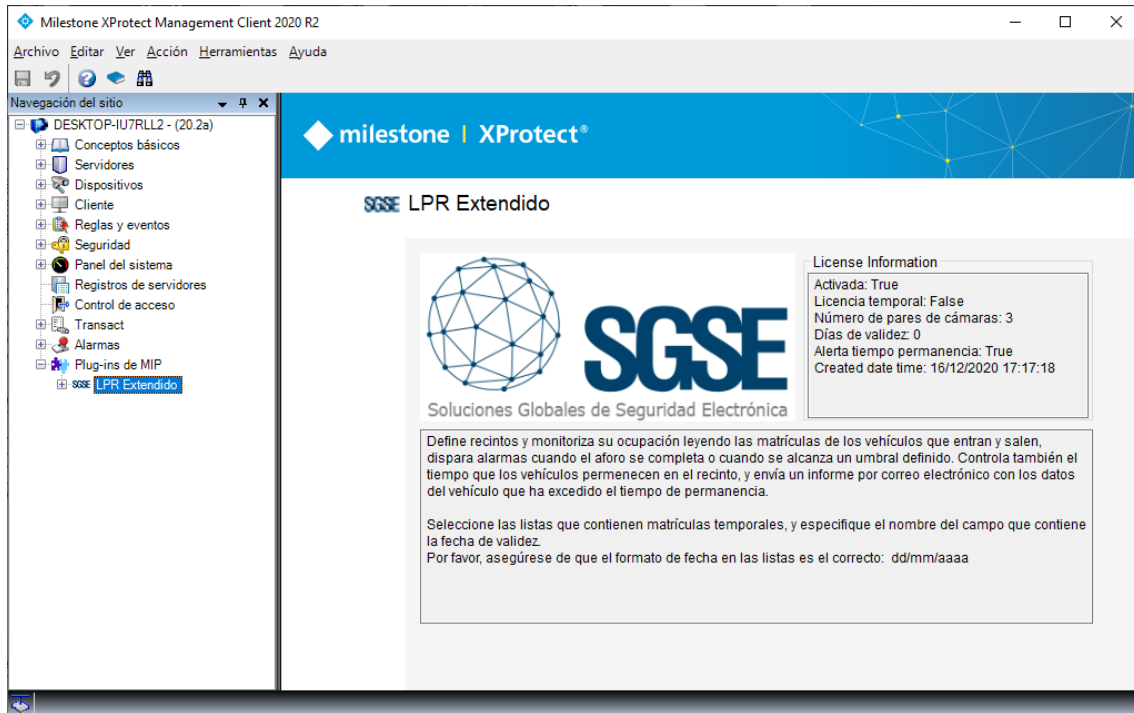 Milestone XProtect Management Client 2020 R2
Archivo Editar Ver Acción Herramientas Ayuda
Navegación del sitio
DESKTOP-IU7RLL2 - (20.2a)
Conceptos básicos
Servidores
Dispositivos
Cliente
Reglas y eventos
Seguridad
Panel del sistema
Registros de servidores
Control de acceso
Transact
Alarmas
Plug-ins de MIP
SGSE LPR Extendido
milestone | XProtect®
SGSE LPR Extendido
SGSE
Soluciones Globales de Seguridad Electrónica
License Information
Activada: True
Licencia temporal: False
Número de pares de cámaras: 3
Días de validez: 0
Alerta tiempo permanencia: True
Created date time: 16/12/2020 17:17:18
Define recintos y monitoriza su ocupación leyendo las matrículas de los vehículos que entran y salen,
dispara alarmas cuando el aforo se completa o cuando se alcanza un umbral definido. Controla también el
tiempo que los vehículos permenecen en el recinto, y envía un informe por correo electrónico con los datos
del vehículo que ha excedido el tiempo de permanencia.
Seleccione las listas que contienen matrículas temporales, y especifique el nombre del campo que contiene
la fecha de validez.
Por favor, asegúrese de que el formato de fecha en las listas es el correcto: dd/mm/aaaa